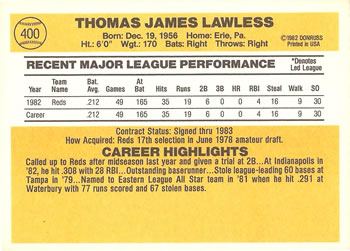 400
THOMAS JAMES LAWLESS
Born: Dec. 19, 1956 Home: Erie, Pa.
Ht.: 6'0" Wgt.: 170 Bats: Right Throws: Right
©1982 DONRUSS
Printed in USA
RECENT MAJOR LEAGUE PERFORMANCE
*Denotes Led League
Year Team Name Bat. Avg. Games At Bat Hits Runs 2B 3B HR RBI Steal Walk SO
1982 Reds .212 49 165 35 19 6 0 0 4 16 9 30
Career .212 49 165 35 19 6 0 0 4 16 9 30
Contract Status: Signed thru 1983
How Acquired: Reds 17th selection in June 1978 amateur draft.
CAREER HIGHLIGHTS
Called up to Reds after midseason last year and given a trial at 2B...At Indianapolis
in '82, he hit .308 with 28 RBI...Outstanding baserunner...Stole league-leading 60 bases
at Tampa in '79...Named to Eastern League All Star team in '81 when he hit .291
at Waterbury with 77 runs scored and 67 stolen bases.